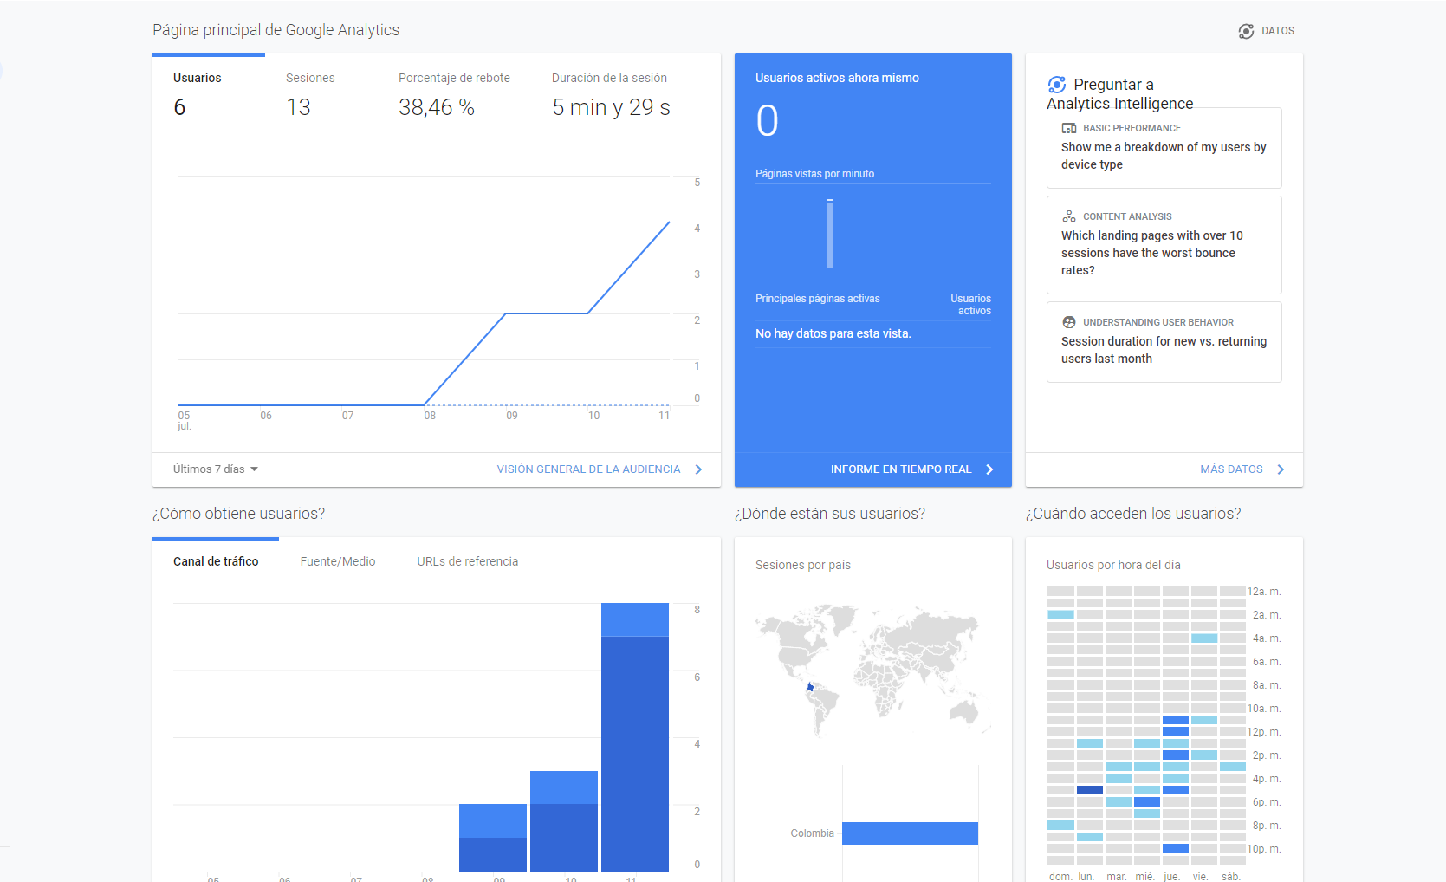 Página principal de Google Analytics
DATOS
Usuarios
6
Sesiones
13
Porcentaje de rebote
38,46 %
Duración de la sesión
5 min y 29 s
5
4
3
2
1
0
05 06 07 08 09 10 11
jul.
Últimos 7 días
VISIÓN GENERAL DE LA AUDIENCIA
Usuarios activos ahora mismo
0
Páginas vistas por minuto
Principales páginas activas
Usuarios
activos
No hay datos para esta vista.
INFORME EN TIEMPO REAL
Preguntar a
Analytics Intelligence
BASIC PERFORMANCE
Show me a breakdown of my users by
device type
CONTENT ANALYSIS
Which landing pages with over 10
sessions have the worst bounce
rates?
UNDERSTANDING USER BEHAVIOR
Session duration for new vs. returning
users last month
MÁS DATOS
¿Cómo obtiene usuarios?
Canal de tráfico
Fuente/Medio
URLs de referencia
8
6
4
2
0
05 06 07 08 09 10 11
¿Dónde están sus usuarios?
Sesiones por país
Colombia
¿Cuándo acceden los usuarios?
Usuarios por hora del día
12a. m.
2a. m.
4a. m.
6a. m.
8a. m.
10a. m.
12p. m.
2p. m.
4p. m.
6p. m.
8p. m.
10p. m.
dom. lun. mar. mié. jue. vie. sáb.